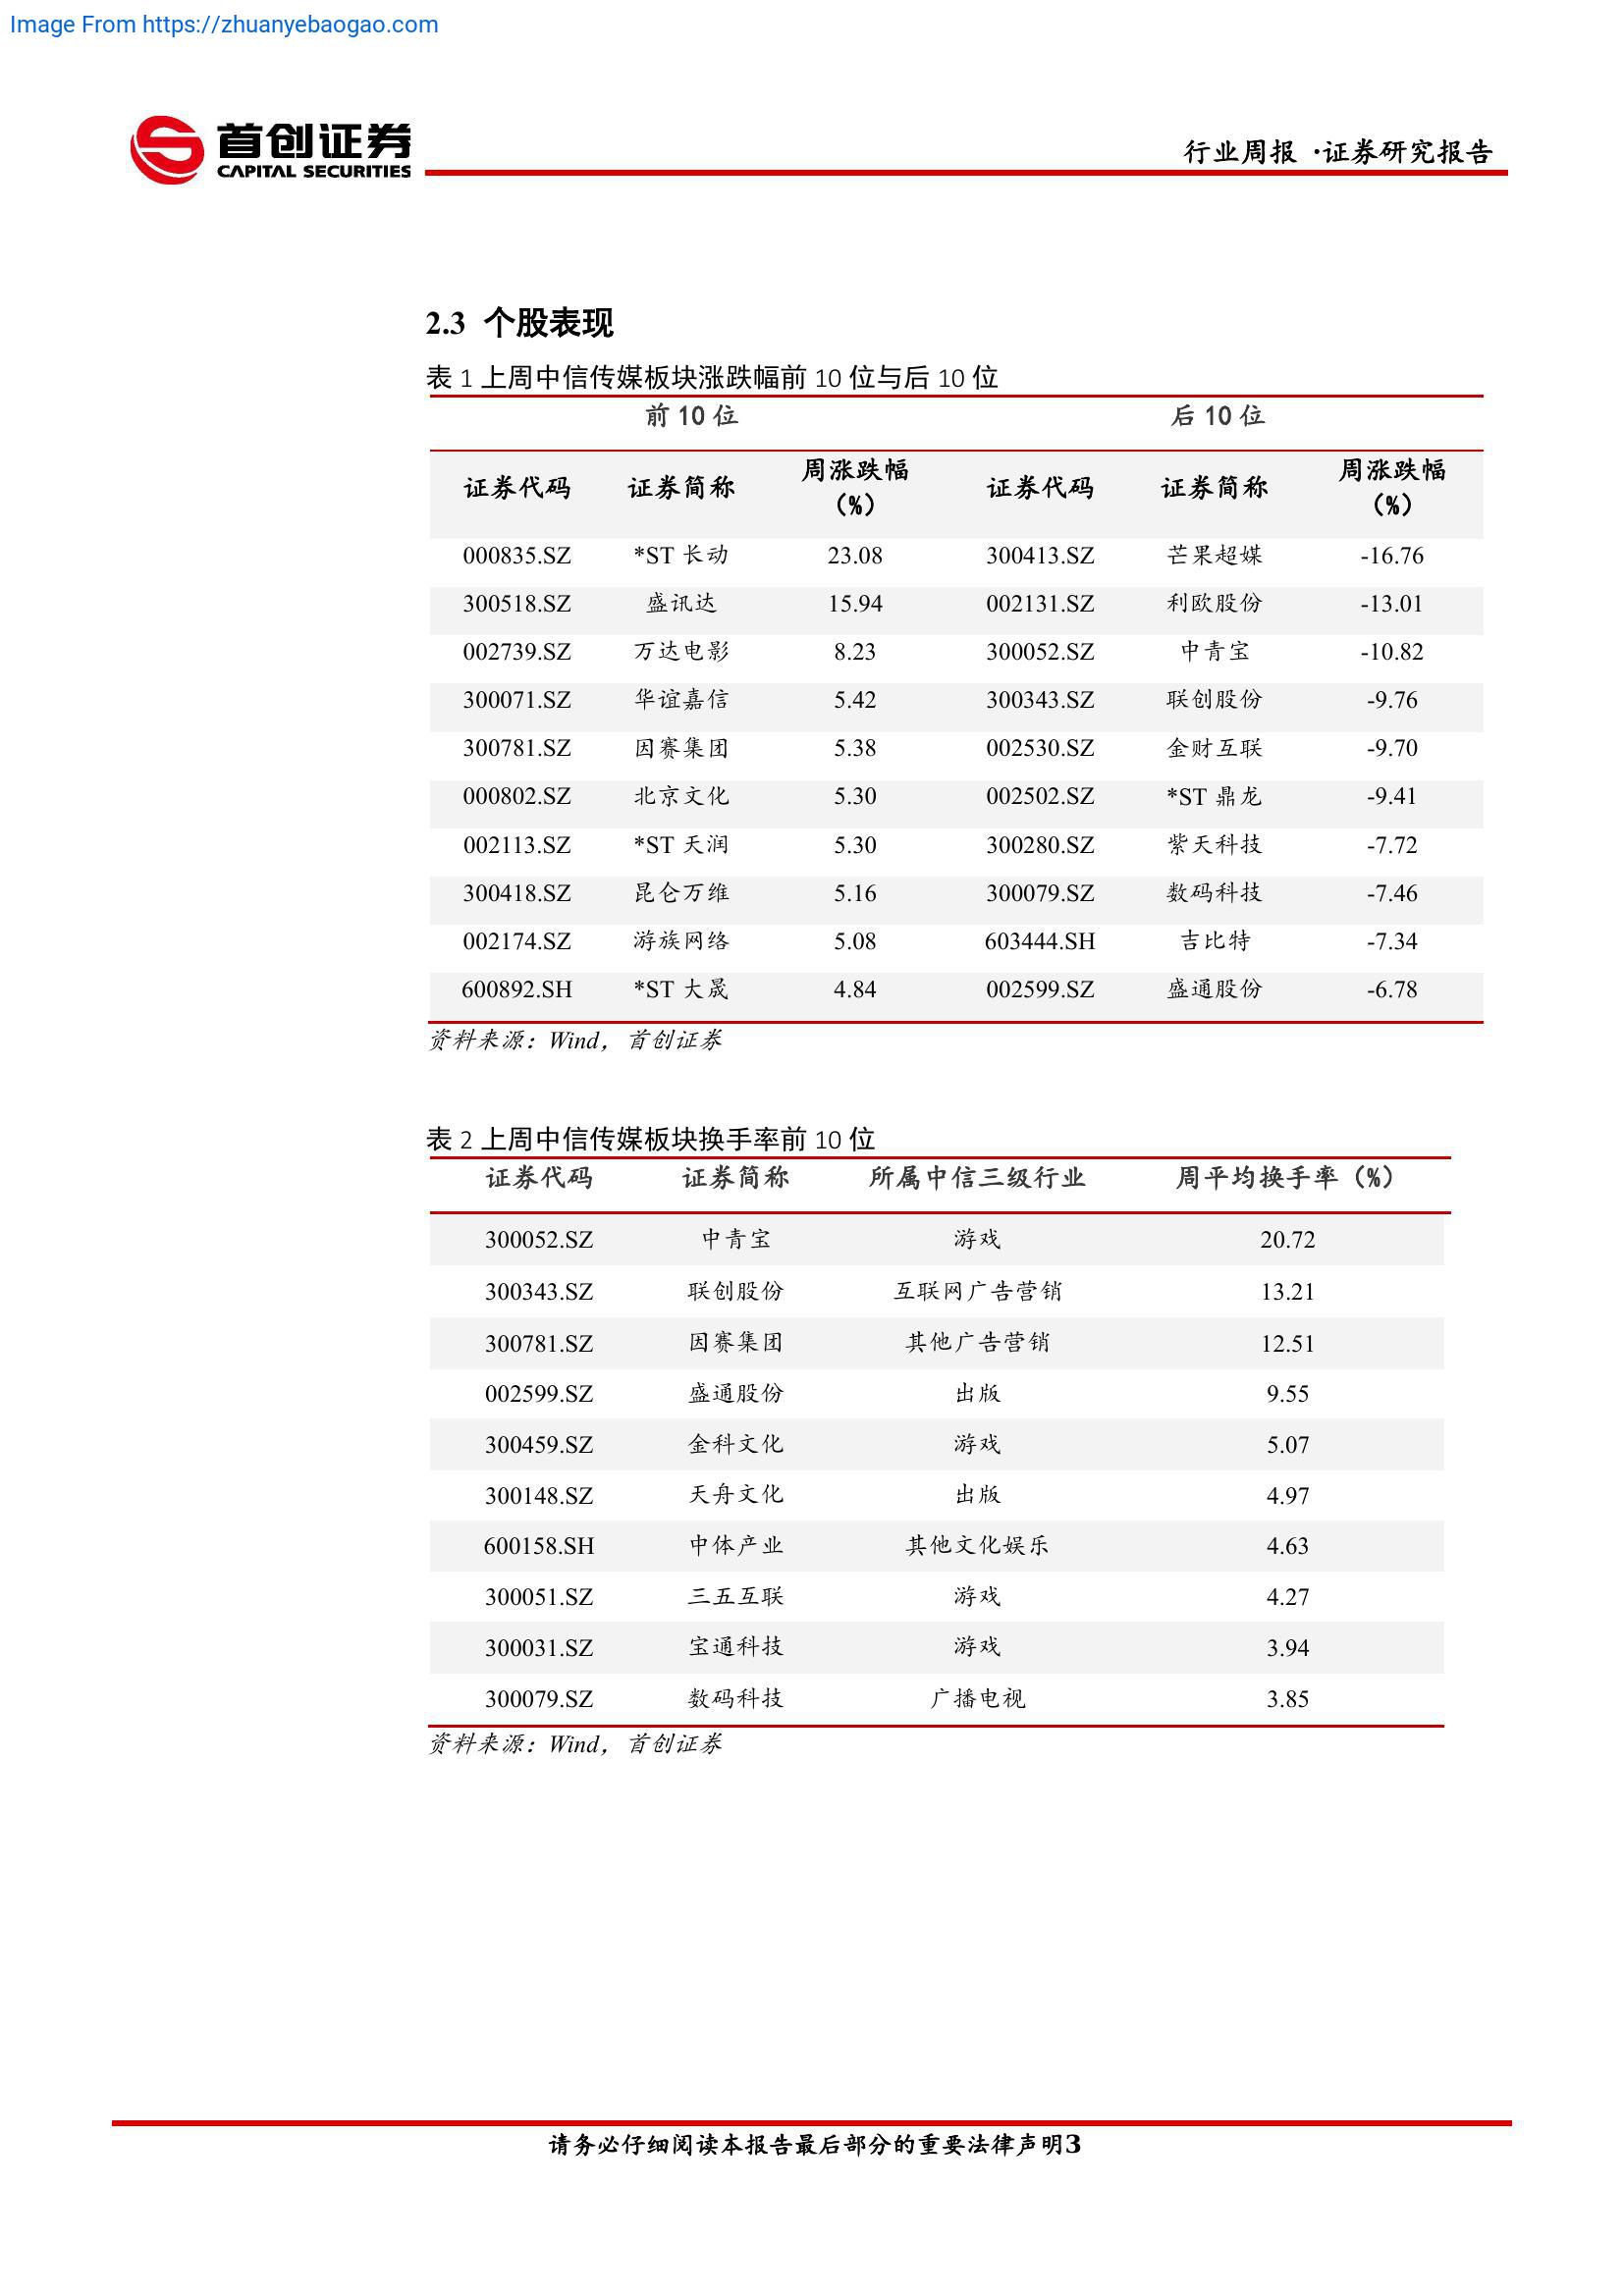 Image From https://zhuanyebaogao.com
首创证券
CAPITAL SECURITIES
行业周报 ·证券研究报告
2.3 个股表现
表 1 上周中信传媒板块涨跌幅前 10 位与后 10 位
前 10 位 后 10 位
证券代码 证券简称 周涨跌幅（%） 证券代码 证券简称 周涨跌幅（%）
000835.SZ *ST 长动 23.08 300413.SZ 芒果超媒 -16.76
300518.SZ 盛讯达 15.94 002131.SZ 利欧股份 -13.01
002739.SZ 万达电影 8.23 300052.SZ 中青宝 -10.82
300071.SZ 华谊嘉信 5.42 300343.SZ 联创股份 -9.76
300781.SZ 因赛集团 5.38 002530.SZ 金财互联 -9.70
000802.SZ 北京文化 5.30 002502.SZ *ST 鼎龙 -9.41
002113.SZ *ST 天润 5.30 300280.SZ 紫天科技 -7.72
300418.SZ 昆仑万维 5.16 300079.SZ 数码科技 -7.46
002174.SZ 游族网络 5.08 603444.SH 吉比特 -7.34
600892.SH *ST 大晟 4.84 002599.SZ 盛通股份 -6.78
资料来源：Wind，首创证券
表 2 上周中信传媒板块换手率前 10 位
证券代码 证券简称 所属中信三级行业 周平均换手率（%）
300052.SZ 中青宝 游戏 20.72
300343.SZ 联创股份 互联网广告营销 13.21
300781.SZ 因赛集团 其他广告营销 12.51
002599.SZ 盛通股份 出版 9.55
300459.SZ 金科文化 游戏 5.07
300148.SZ 天舟文化 出版 4.97
600158.SH 中体产业 其他文化娱乐 4.63
300051.SZ 三五互联 游戏 4.27
300031.SZ 宝通科技 游戏 3.94
300079.SZ 数码科技 广播电视 3.85
资料来源：Wind，首创证券
请务必仔细阅读本报告最后部分的重要法律声明3